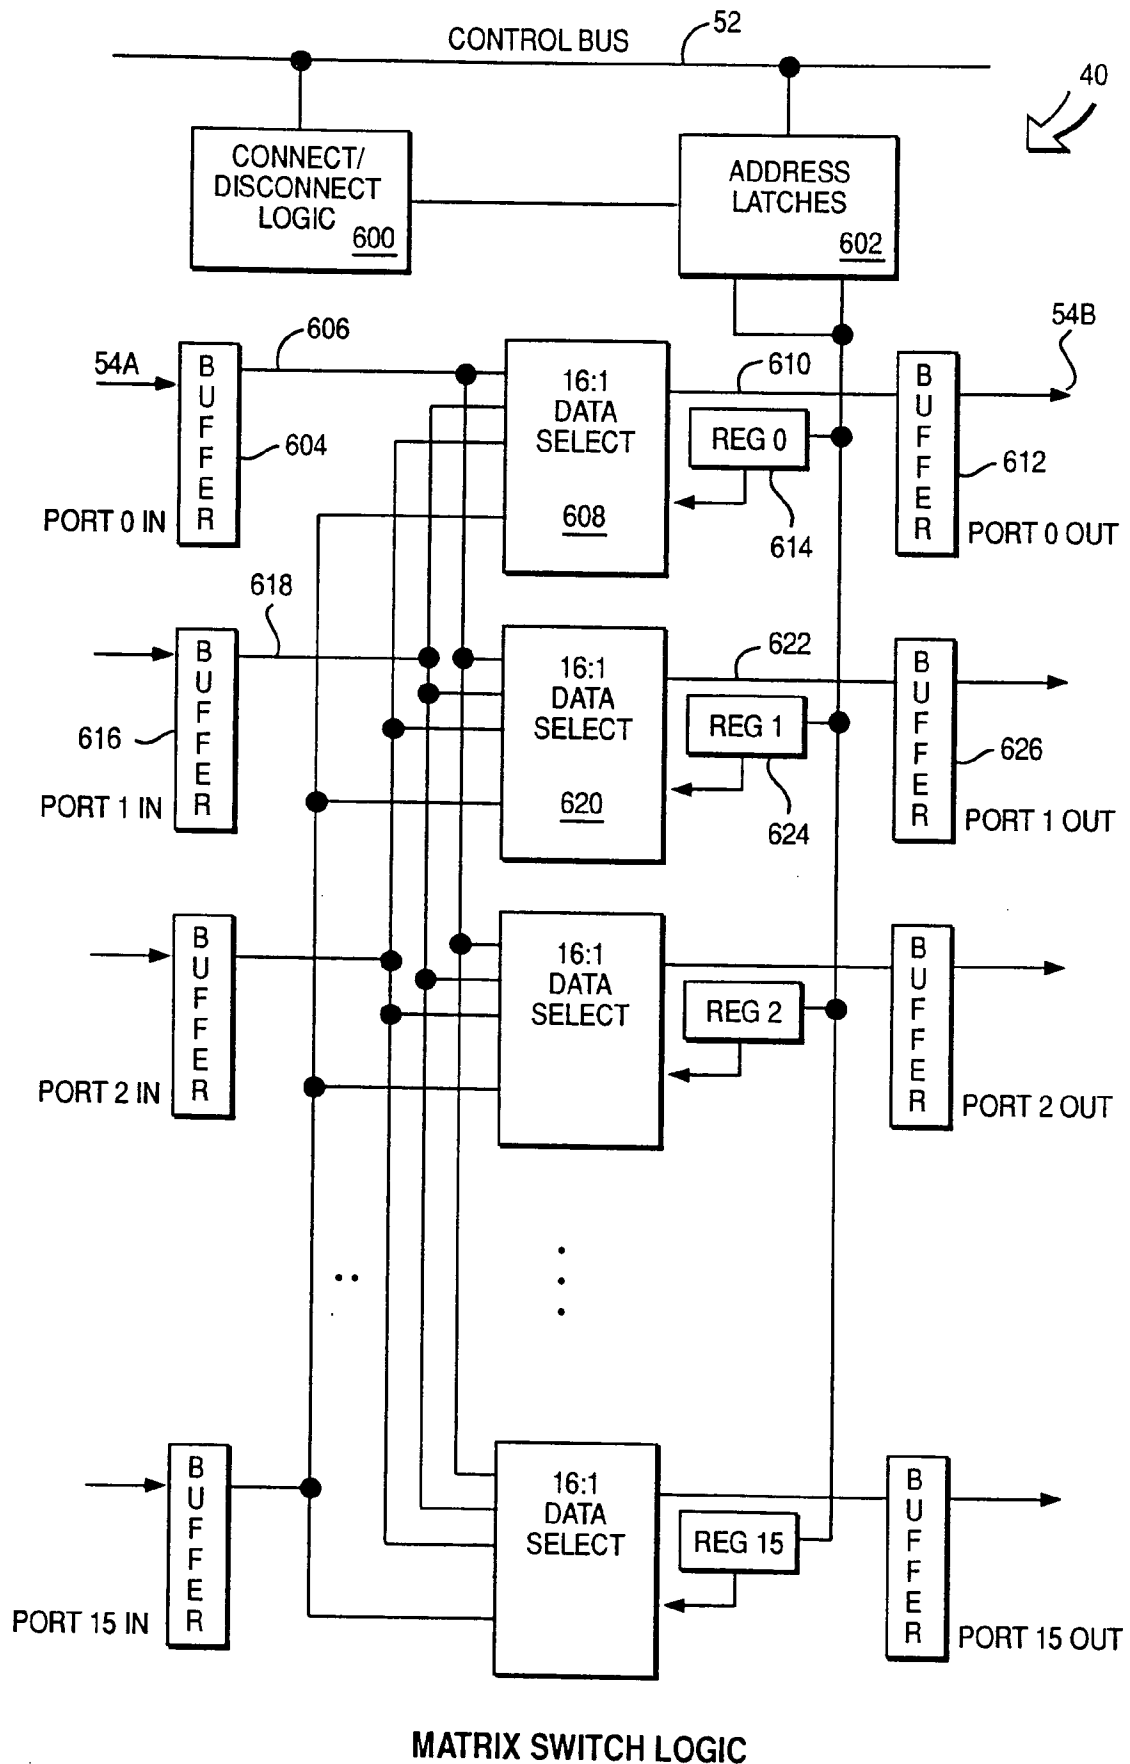 CONTROL BUS
52
40
CONNECT/
DISCONNECT
LOGIC
600
ADDRESS
LATCHES
602
54A
606
BUFFER
604
PORT 0 IN
16:1
DATA
SELECT
608
610
REG 0
614
54B
BUFFER
612
PORT 0 OUT
618
BUFFER
616
PORT 1 IN
16:1
DATA
SELECT
620
622
REG 1
624
BUFFER
626
PORT 1 OUT
BUFFER
PORT 2 IN
16:1
DATA
SELECT
REG 2
BUFFER
PORT 2 OUT
BUFFER
PORT 15 IN
16:1
DATA
SELECT
REG 15
BUFFER
PORT 15 OUT
MATRIX SWITCH LOGIC